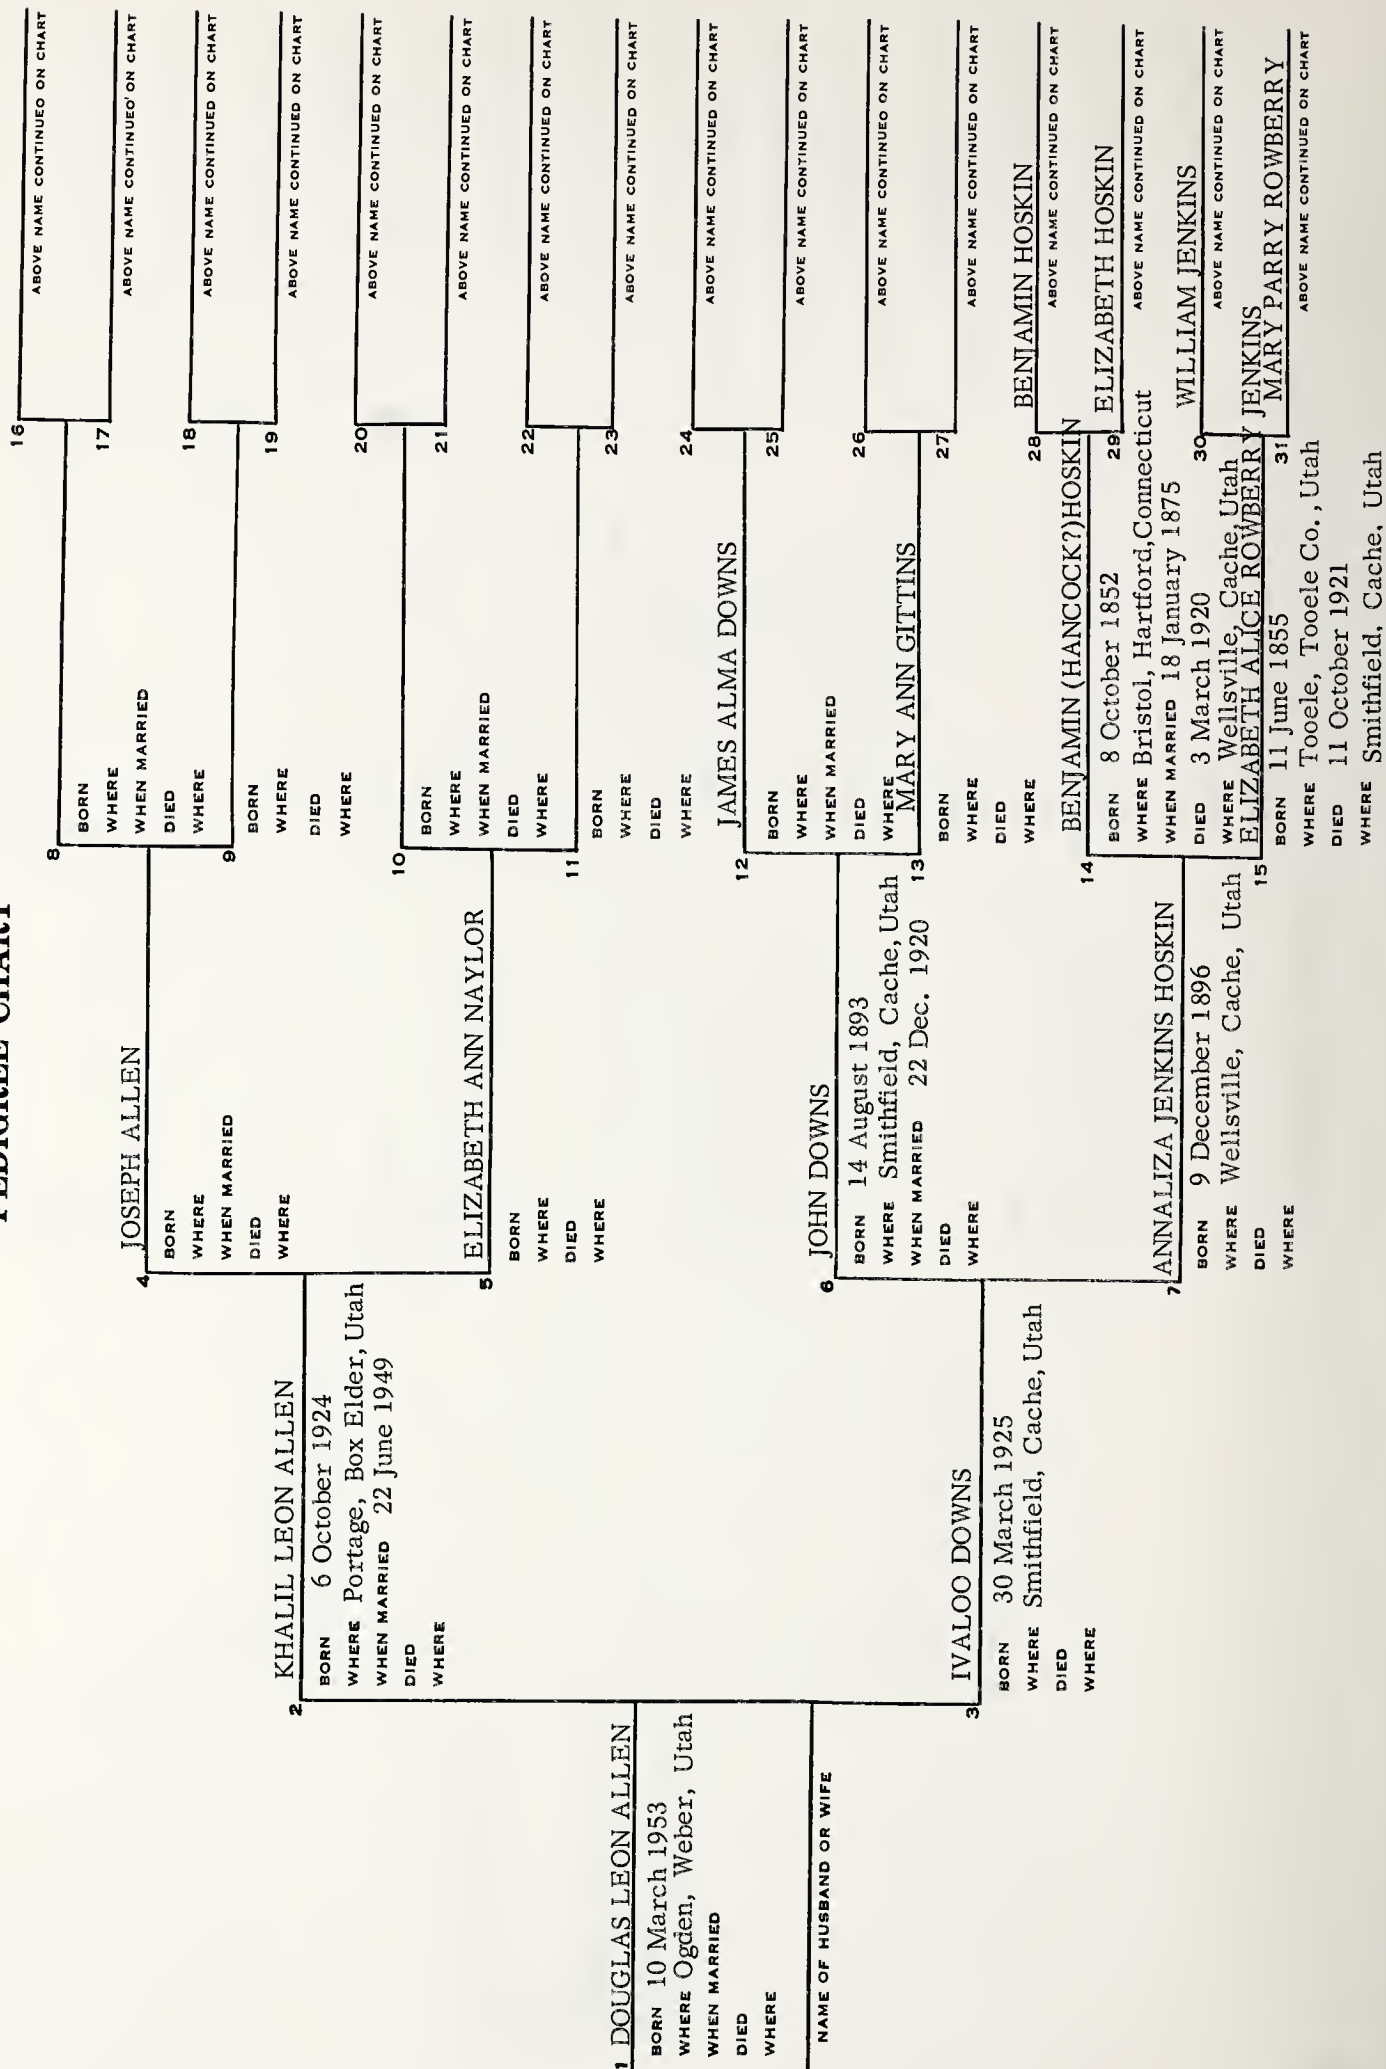 PEDIGREE CHART
1 DOUGLAS LEON ALLEN
BORN 10 March 1953
WHERE Ogden, Weber, Utah
WHEN MARRIED
DIED
WHERE
NAME OF HUSBAND OR WIFE
2
KHALIL LEON ALLEN
BORN 6 October 1924
WHERE Portage, Box Elder, Utah
WHEN MARRIED 22 June 1949
DIED
WHERE
3
IVALOO DOWNS
BORN 30 March 1925
WHERE Smithfield, Cache, Utah
DIED
WHERE
4
JOSEPH ALLEN
BORN
WHERE
WHEN MARRIED
DIED
WHERE
5
ELIZABETH ANN NAYLOR
BORN
WHERE
DIED
WHERE
6
JOHN DOWNS
BORN 14 August 1893
WHERE Smithfield, Cache, Utah
WHEN MARRIED 22 Dec. 1920
DIED
WHERE
7
ANNALIZA JENKINS HOSKIN
BORN 9 December 1896
WHERE Wellsville, Cache, Utah
DIED
WHERE
8
BORN
WHERE
WHEN MARRIED
DIED
WHERE
9
BORN
WHERE
DIED
WHERE
10
BORN
WHERE
WHEN MARRIED
DIED
WHERE
11
BORN
WHERE
DIED
WHERE
12
JAMES ALMA DOWNS
BORN
WHERE
WHEN MARRIED
DIED
WHERE
13
MARY ANN GITTINS
BORN
WHERE
DIED
WHERE
14
BENJAMIN (HANCOCK?)HOSKIN
BORN 8 October 1852
WHERE Bristol, Hartford,Connecticut
WHEN MARRIED 18 January 1875
DIED 3 March 1920
WHERE Wellsville, Cache, Utah
15
ELIZABETH ALICE ROWBERRY JENKINS
BORN 11 June 1855
WHERE Tooele, Tooele Co., Utah
DIED 11 October 1921
WHERE Smithfield, Cache, Utah
16
ABOVE NAME CONTINUED ON CHART
17
ABOVE NAME CONTINUED ON CHART
18
ABOVE NAME CONTINUED ON CHART
19
ABOVE NAME CONTINUED ON CHART
20
ABOVE NAME CONTINUED ON CHART
21
ABOVE NAME CONTINUED ON CHART
22
ABOVE NAME CONTINUED ON CHART
23
ABOVE NAME CONTINUED ON CHART
24
ABOVE NAME CONTINUED ON CHART
25
ABOVE NAME CONTINUED ON CHART
26
ABOVE NAME CONTINUED ON CHART
27
ABOVE NAME CONTINUED ON CHART
28
BENJAMIN HOSKIN
ABOVE NAME CONTINUED ON CHART
29
ELIZABETH HOSKIN
ABOVE NAME CONTINUED ON CHART
30
WILLIAM JENKINS
ABOVE NAME CONTINUED ON CHART
31
MARY PARRY ROWBERRY
ABOVE NAME CONTINUED ON CHART